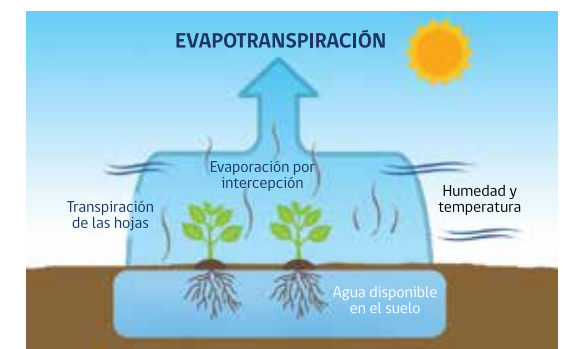 EVAPOTRANSPIRACIÓN
Evaporación por
intercepción
Transpiración
de las hojas
Humedad y
temperatura
Agua disponible
en el suelo